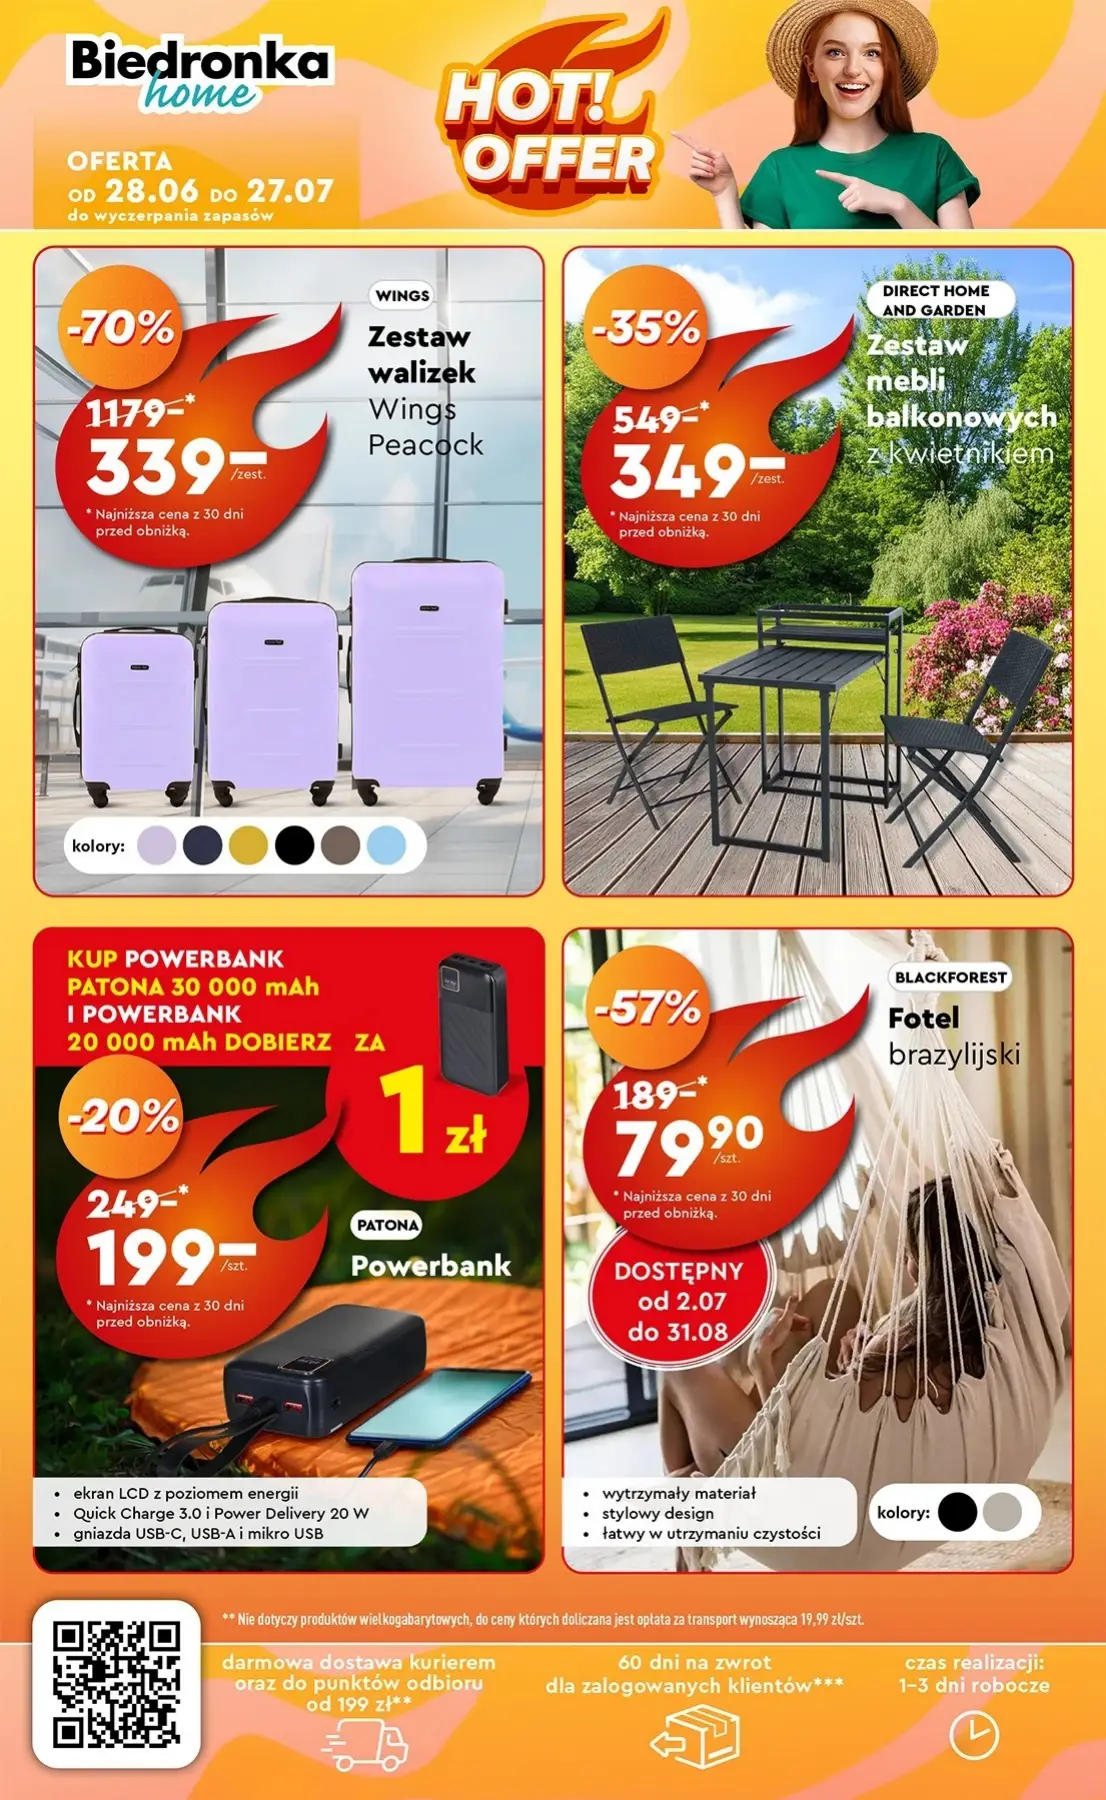 Biedronka
home
HOT!
OFFER
OFERTA
OD 28.06 DO 27.07
do wyczerpania zapasów
-70%
1179-*
339-
/zest.
* Najniższa cena z 30 dni
przed obniżką.
WINGS
Zestaw
walizek
Wings
Peacock
kolory:
-35%
549-*
349-
/zest.
* Najniższa cena z 30 dni
przed obniżką.
DIRECT HOME
AND GARDEN
Zestaw
mebli
balkonowych
z kwietnikiem
KUP POWERBANK
PATONA 30 000 mAh
I POWERBANK
20 000 mAh DOBIERZ ZA
1 zł
-20%
249-*
199-
/szt.
* Najniższa cena z 30 dni
przed obniżką.
PATONA
Powerbank
• ekran LCD z poziomem energii
• Quick Charge 3.0 i Power Delivery 20 W
• gniazda USB-C, USB-A i mikro USB
-57%
189-*
7990
/szt.
* Najniższa cena z 30 dni
przed obniżką.
BLACKFOREST
Fotel
brazylijski
DOSTĘPNY
od 2.07
do 31.08
• wytrzymały materiał
• stylowy design
• łatwy w utrzymaniu czystości
kolory:
** Nie dotyczy produktów wielkogabarytowych, do ceny których doliczana jest opłata za transport wynosząca 19,99 zł/szt.
darmowa dostawa kurierem
oraz do punktów odbioru
od 199 zł**
60 dni na zwrot
dla zalogowanych klientów***
czas realizacji:
1-3 dni robocze